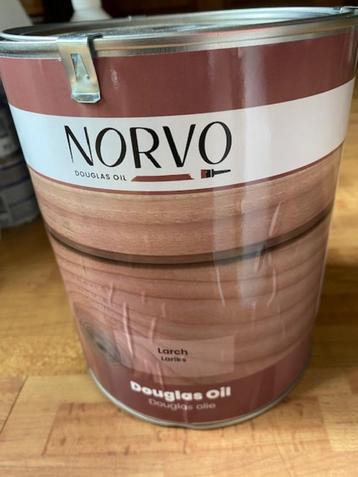 NORVO
DOUGLAS OIL
Larch
Lariks
Douglas Oil
Douglas olie